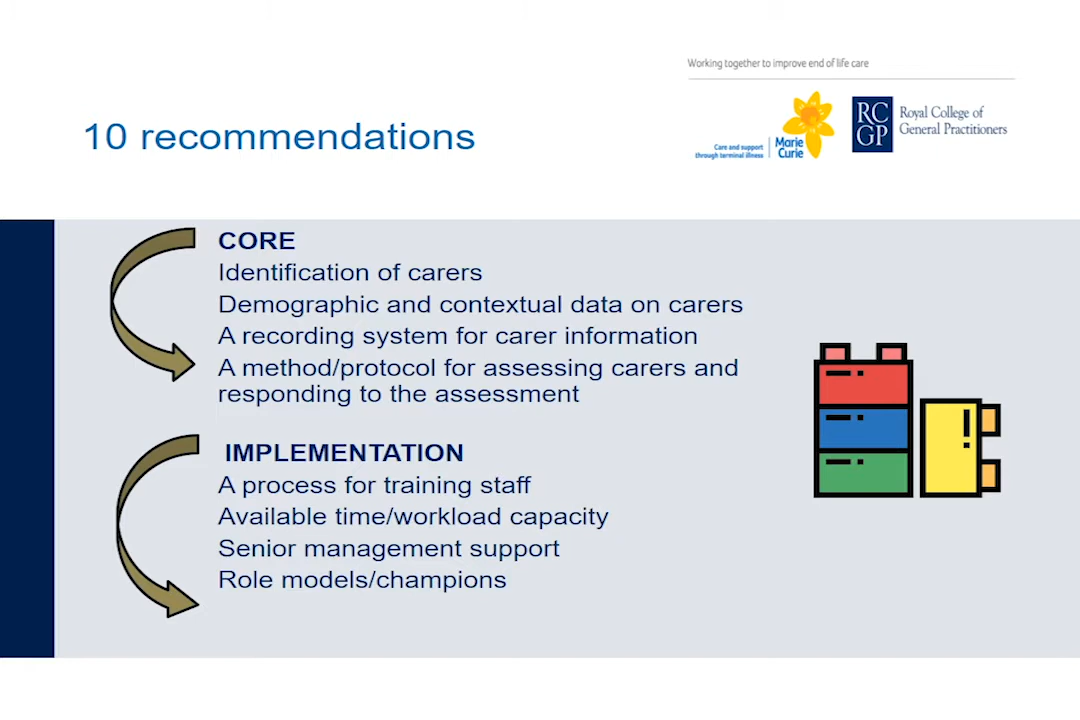 Working together to improve end of life care
10 recommendations
Care and support
through terminal illness
Marie
Curie
RC
GP
Royal College of
General Practitioners
CORE
Identification of carers
Demographic and contextual data on carers
A recording system for carer information
A method/protocol for assessing carers and
responding to the assessment
IMPLEMENTATION
A process for training staff
Available time/workload capacity
Senior management support
Role models/champions